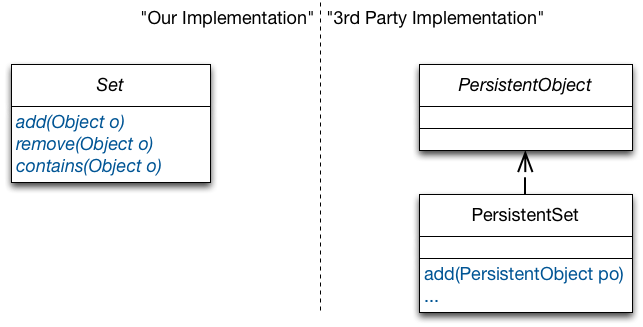 "Our Implementation"
"3rd Party Implementation"
Set
add(Object o)
remove(Object o)
contains(Object o)
PersistentObject
PersistentSet
add(PersistentObject po)
...